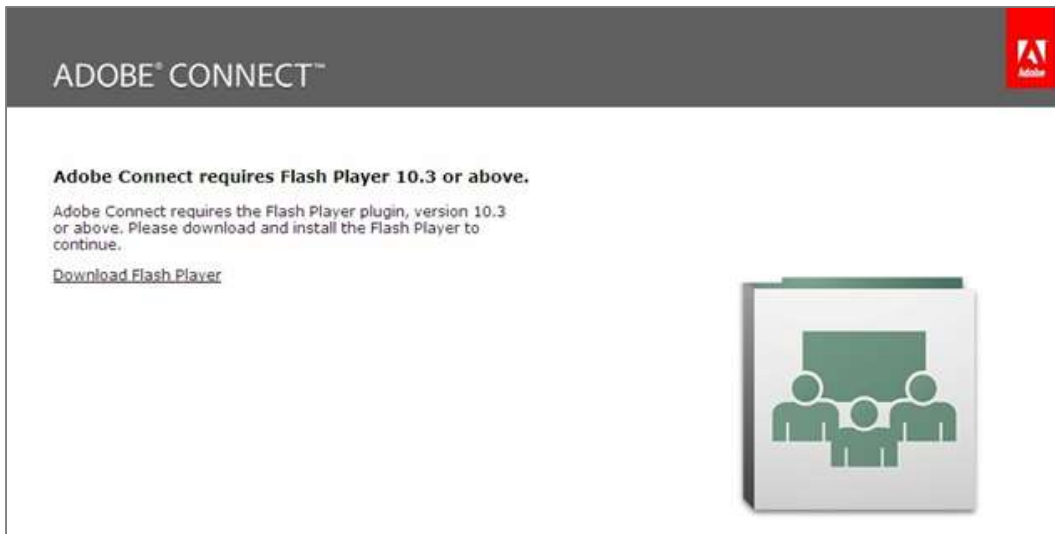 ADOBE® CONNECT™
Adobe
Adobe Connect requires Flash Player 10.3 or above.
Adobe Connect requires the Flash Player plugin, version 10.3
or above. Please download and install the Flash Player to
continue.
Download Flash Player